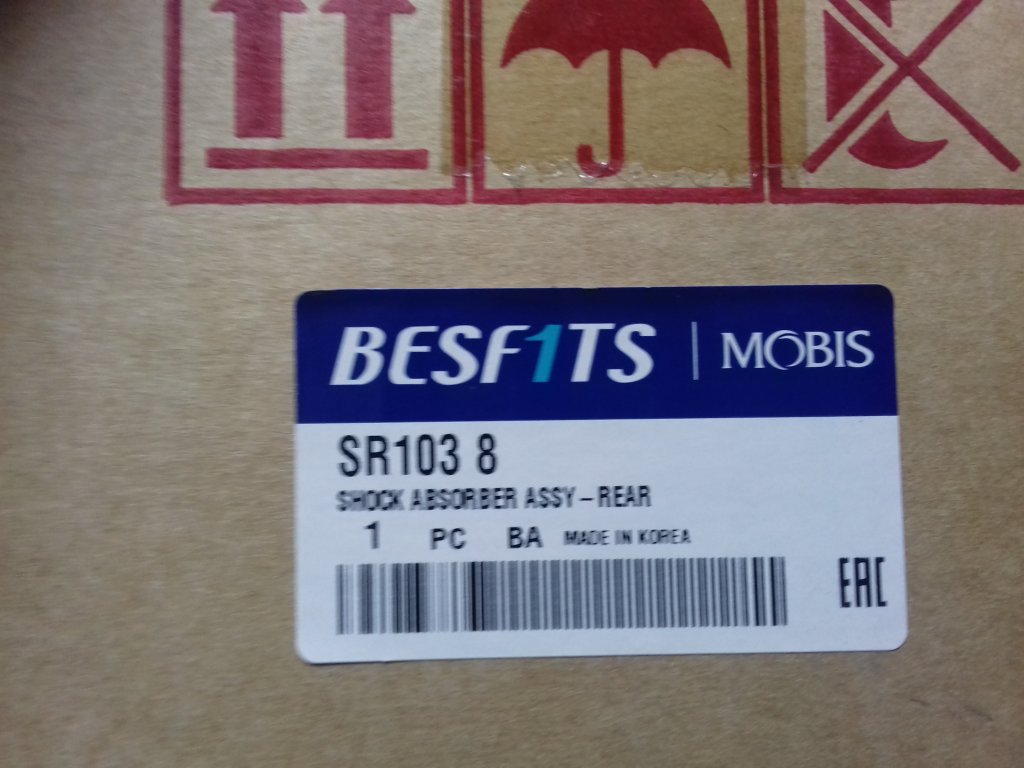 BESF1TS | MOBIS
SR103 8
SHOCK ABSORBER ASSY-REAR
1 PC BA MADE IN KOREA
EAC